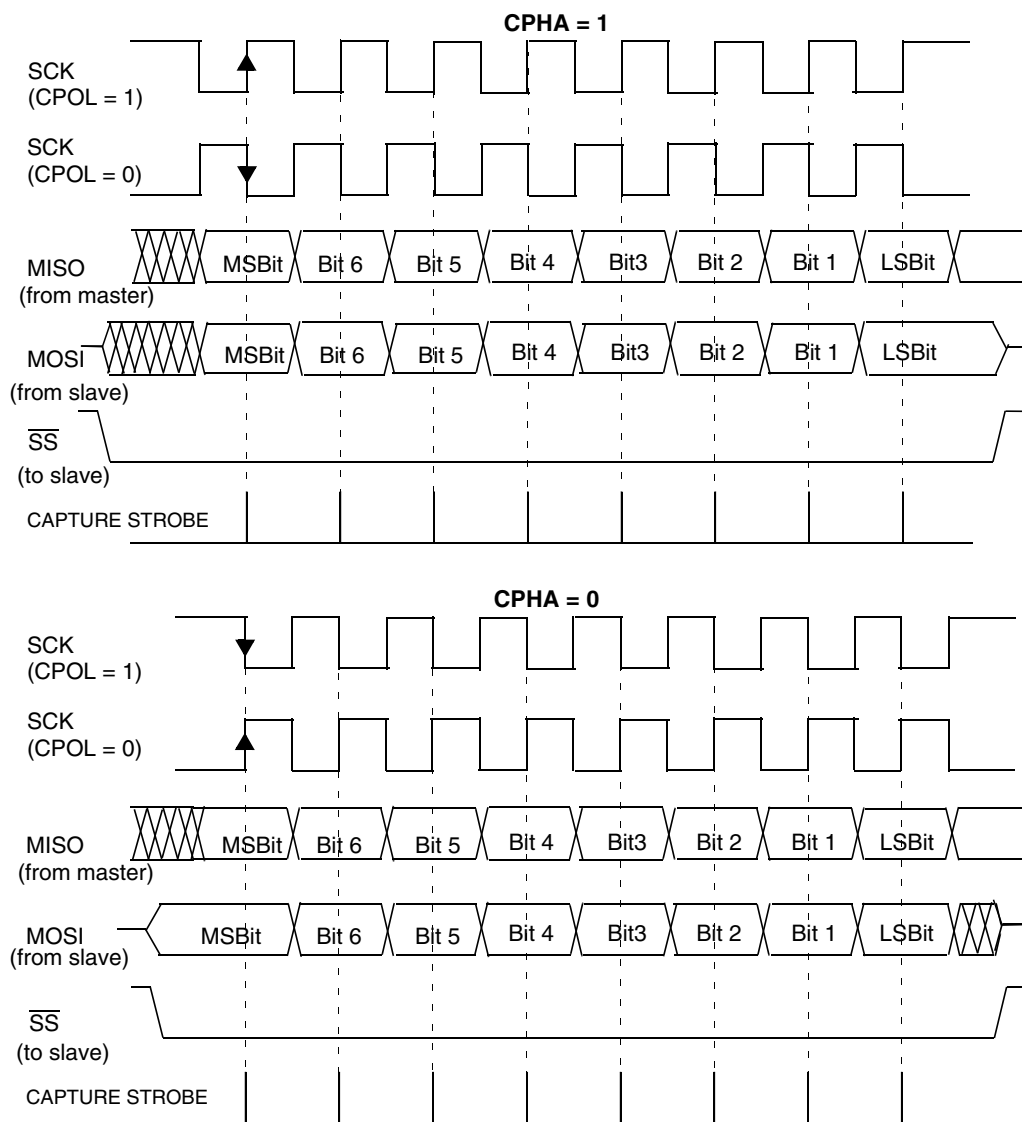 CPHA = 1
SCK
(CPOL = 1)
SCK
(CPOL = 0)
MISO
(from master)
MSBit Bit 6 Bit 5 Bit 4 Bit3 Bit 2 Bit 1 LSBit
MOSI
(from slave)
MSBit Bit 6 Bit 5 Bit 4 Bit3 Bit 2 Bit 1 LSBit
SS
(to slave)
CAPTURE STROBE
CPHA = 0
SCK
(CPOL = 1)
SCK
(CPOL = 0)
MISO
(from master)
MSBit Bit 6 Bit 5 Bit 4 Bit3 Bit 2 Bit 1 LSBit
MOSI
(from slave)
MSBit Bit 6 Bit 5 Bit 4 Bit3 Bit 2 Bit 1 LSBit
SS
(to slave)
CAPTURE STROBE